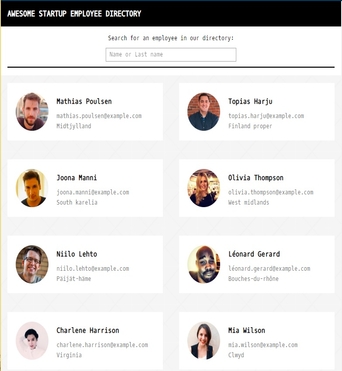 AWESOME STARTUP EMPLOYEE DIRECTORY
Search for an employee in our directory:
Name or Last name
Mathias Poulsen
mathias.poulsen@example.com
Midtjylland
Topias Harju
topias.harju@example.com
Finland proper
Joona Manni
joona.manni@example.com
South karelia
Olivia Thompson
olivia.thompson@example.com
West midlands
Niilo Lehto
niilo.lehto@example.com
Päijät-häme
Léonard Gerard
léonard.gerard@example.com
Bouches-du-rhône
Charlene Harrison
charlene.harrison@example.com
Virginia
Mia Wilson
mia.wilson@example.com
Clwyd